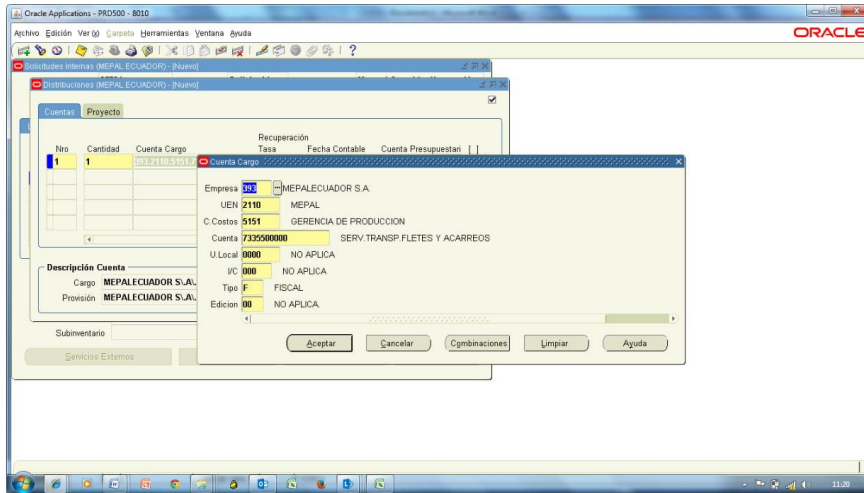 Oracle Applications - PRD500 - 8010
Archivo Edición Ver(x) Carpeta Herramientas Ventana Ayuda
ORACLE
Solicitudes Internas (MEPAL ECUADOR) - [Nuevo]
Distribuciones (MEPAL ECUADOR) - [Nuevo]
Cuentas Proyecto
Recuperación
Nro Cantidad Cuenta Cargo Tasa Fecha Contable Cuenta Presupuestari [ ]
1 1 393.2110.5151.7
Cuenta Cargo
Empresa 393 MEPALECUADOR S.A.
UEN 2110 MEPAL
C.Costos 5151 GERENCIA DE PRODUCCION
Cuenta 7335500000 SERV.TRANSP.FLETES Y ACARREOS
U.Local 0000 NO APLICA
I/C 000 NO APLICA
Tipo F FISCAL
Edicion 00 NO APLICA.
Aceptar Cancelar Combinaciones Limpiar Ayuda
Descripción Cuenta
Cargo MEPALECUADOR S\.A\.
Provisión MEPALECUADOR S\.A\.
Subinventario
Servicios Externos
11:20